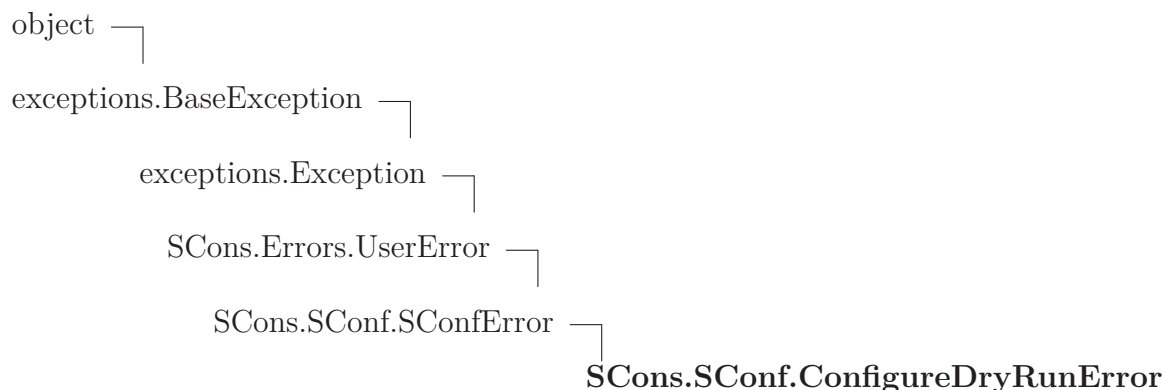 object
exceptions.BaseException
exceptions.Exception
SCons.Errors.UserError
SCons.SConf.SConfError
SCons.SConf.ConfigureDryRunError